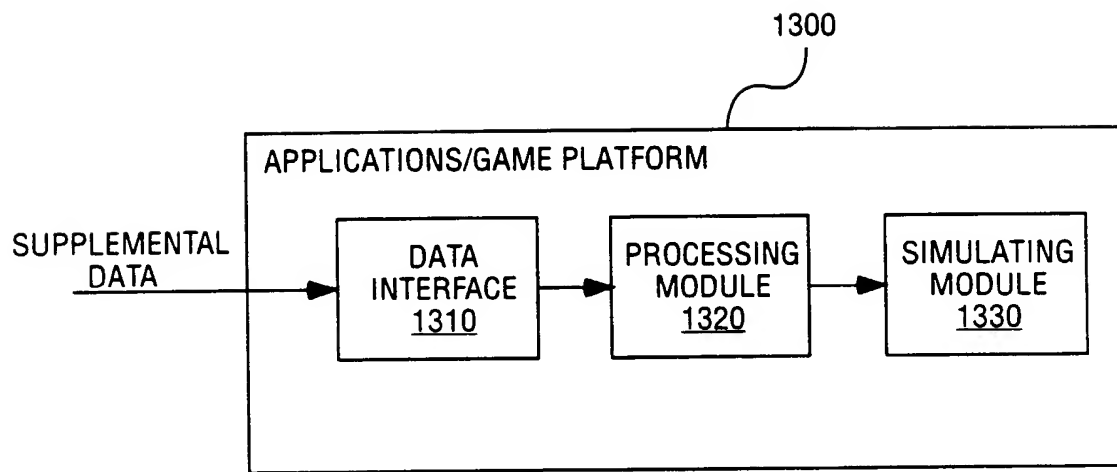 1300
APPLICATIONS/GAME PLATFORM
SUPPLEMENTAL
DATA
DATA
INTERFACE
1310
PROCESSING
MODULE
1320
SIMULATING
MODULE
1330